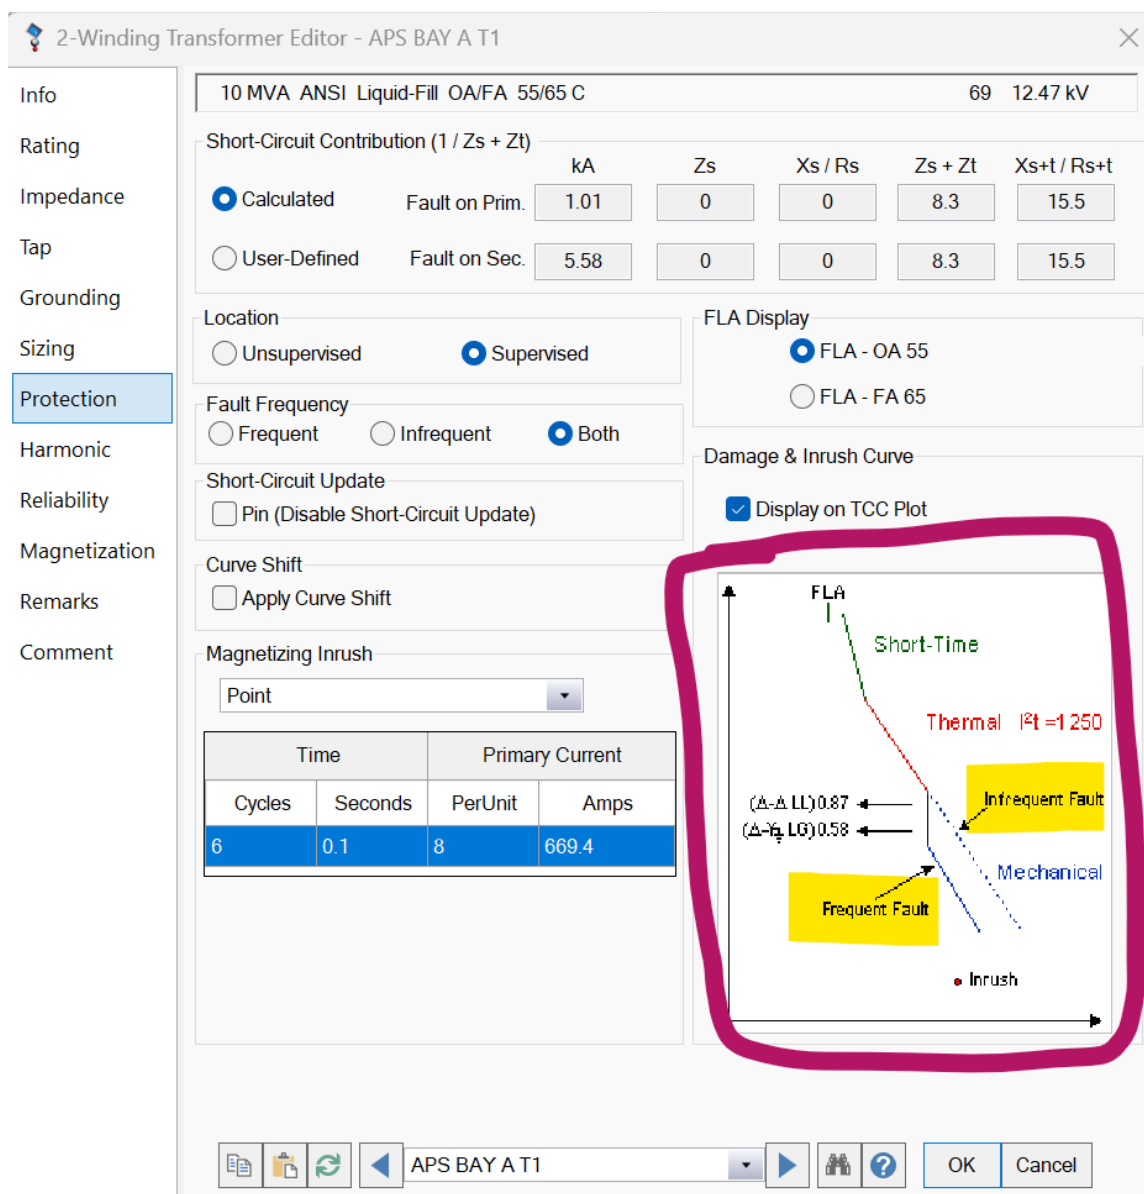 2-Winding Transformer Editor - APS BAY A T1
Info
Rating
Impedance
Tap
Grounding
Sizing
Protection
Harmonic
Reliability
Magnetization
Remarks
Comment
10 MVA ANSI Liquid-Fill OA/FA 55/65 C 69 12.47 kV
Short-Circuit Contribution (1 / Zs + Zt)
kA Zs Xs / Rs Zs + Zt Xs+t / Rs+t
Calculated Fault on Prim. 1.01 0 0 8.3 15.5
User-Defined Fault on Sec. 5.58 0 0 8.3 15.5
Location
Unsupervised Supervised
FLA Display
FLA - OA 55
FLA - FA 65
Fault Frequency
Frequent Infrequent Both
Short-Circuit Update
Pin (Disable Short-Circuit Update)
Curve Shift
Apply Curve Shift
Magnetizing Inrush
Point
Time Primary Current
Cycles Seconds PerUnit Amps
6 0.1 8 669.4
Damage & Inrush Curve
Display on TCC Plot
FLA
Short-Time
Thermal I²t =1250
(Δ-Δ LL) 0.87
Infrequent Fault
(Δ-Y LG) 0.58
Mechanical
Frequent Fault
Inrush
APS BAY A T1
OK
Cancel